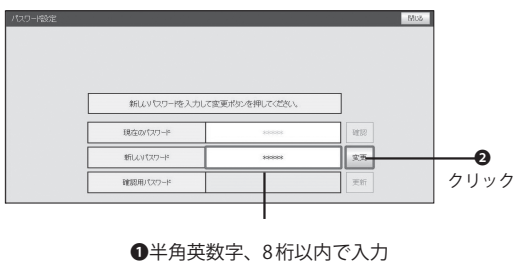 パスワード設定
閉じる
新しいパスワードを入力して変更ボタンを押してください。
現在のパスワード ***** 確認
新しいパスワード ***** 変更
確認用パスワード 更新
❷
クリック
❶半角英数字、8桁以内で入力